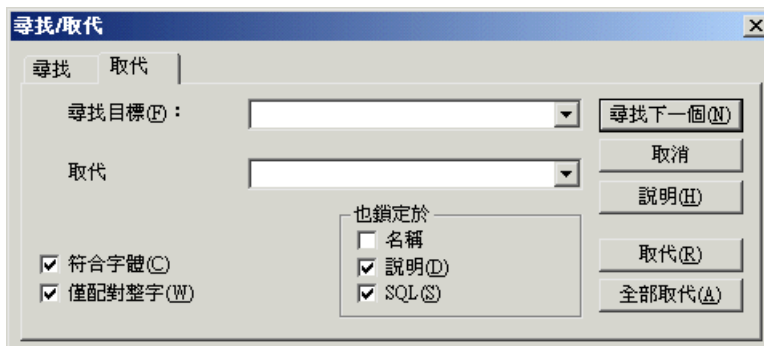 尋找/取代
尋找 取代
尋找目標(F)：
尋找下一個(N)
取消
取代
說明(H)
也鎖定於
名稱
符合字體(C)
說明(D)
取代(R)
僅配對整字(W)
SQL(S)
全部取代(A)